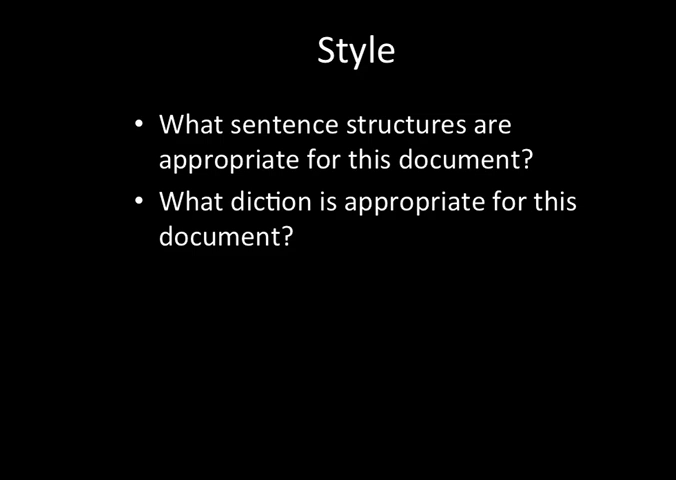 Style
• What sentence structures are
appropriate for this document?
• What diction is appropriate for this
document?